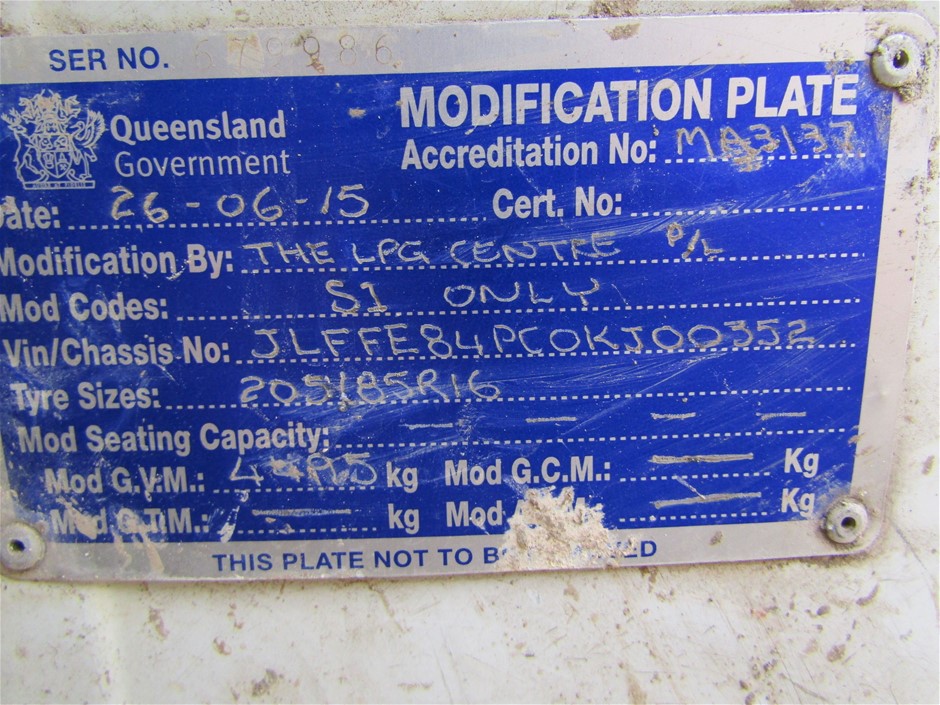 SER NO. 679986
Queensland Government
MODIFICATION PLATE
Accreditation No: MA3137
Date: 26-06-15 Cert. No:
Modification By: THE LPG CENTRE P/L
Mod Codes: S1 ONLY
Vin/Chassis No: JLFFE84PC0KJ00352
Tyre Sizes: 205/85R16
Mod Seating Capacity: — — — —
Mod G.V.M.: kg Mod G.C.M.: — Kg
Mod G.T.M.: — kg Mod — Kg
THIS PLATE NOT TO BE